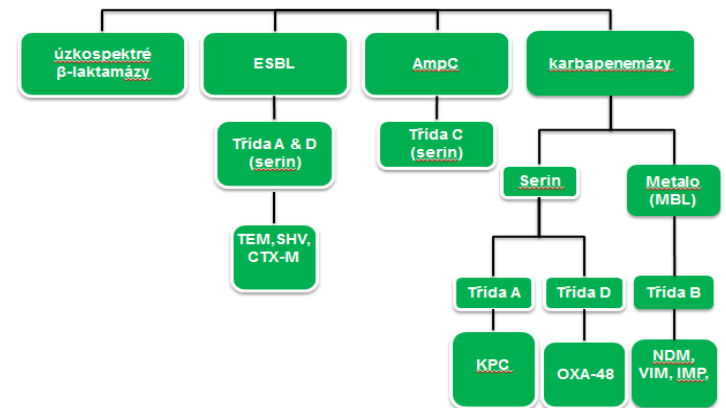 úzkospektré
β-laktamázy
ESBL
AmpC
karbapenemázy
Třída A & D
(serin)
Třída C
(serin)
Serin
Metalo
(MBL)
TEM,SHV,
CTX-M
Třída A
Třída D
Třída B
KPC
OXA-48
NDM,
VIM, IMP,